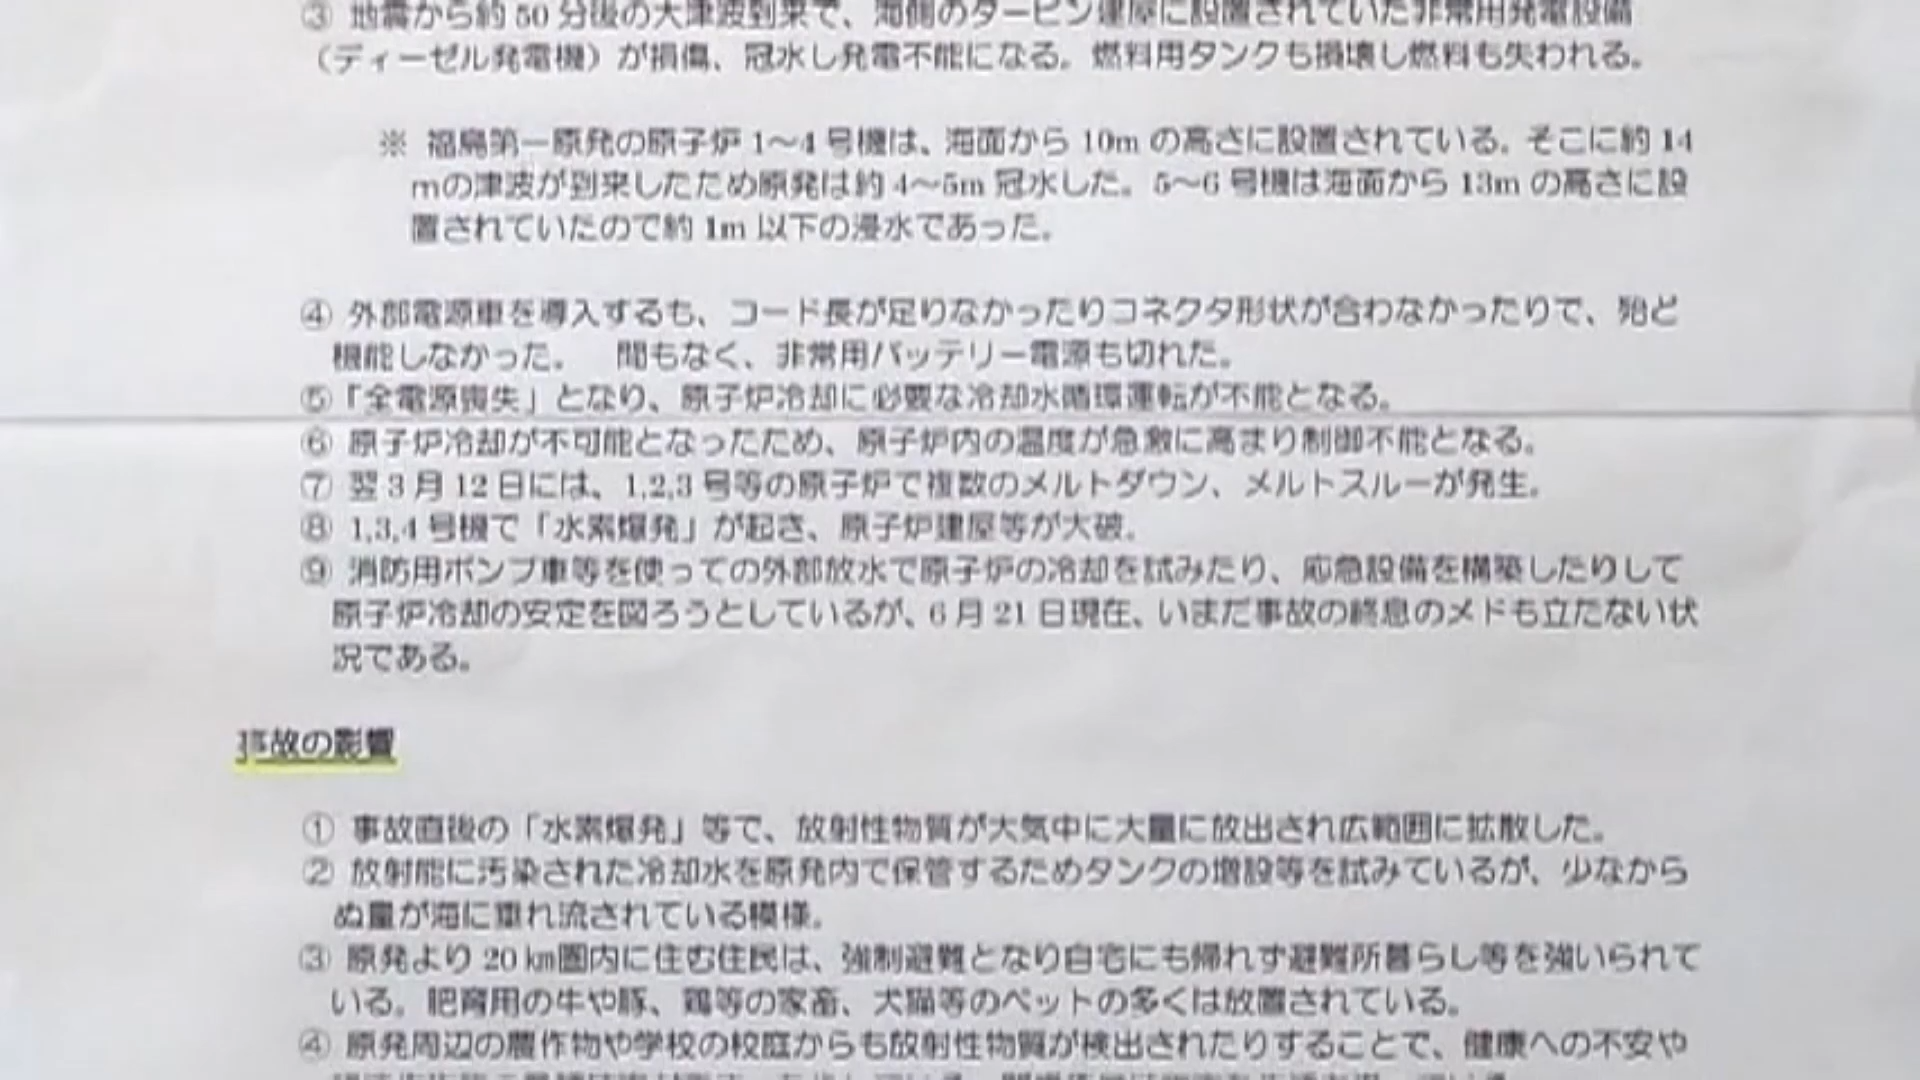 ③ 地震から約 50 分後の大津波到来で、海側のタービン建屋に設置されていた非常用発電設備
（ディーゼル発電機）が損傷、冠水し発電不能になる。燃料用タンクも損壊し燃料も失われる。
※ 福島第一原発の原子炉 1～4 号機は、海面から 10m の高さに設置されている。そこに約 14
mの津波が到来したため原発は約 4～5m 冠水した。5～6 号機は海面から 13m の高さに設
置されていたので約 1m 以下の浸水であった。
④ 外部電源車を導入するも、コード長が足りなかったりコネクタ形状が合わなかったりで、殆ど
機能しなかった。　間もなく、非常用バッテリー電源も切れた。
⑤「全電源喪失」となり、原子炉冷却に必要な冷却水循環運転が不能となる。
⑥ 原子炉冷却が不可能となったため、原子炉内の温度が急激に高まり制御不能となる。
⑦ 翌 3 月 12 日には、1,2,3 号等の原子炉で複数のメルトダウン、メルトスルーが発生。
⑧ 1,3,4 号機で「水素爆発」が起き、原子炉建屋等が大破。
⑨ 消防用ポンプ車等を使っての外部放水で原子炉の冷却を試みたり、応急設備を構築したりして
原子炉冷却の安定を図ろうとしているが、6 月 21 日現在、いまだ事故の終息のメドも立たない状
況である。
事故の影響
① 事故直後の「水素爆発」等で、放射性物質が大気中に大量に放出され広範囲に拡散した。
② 放射能に汚染された冷却水を原発内で保管するためタンクの増設等を試みているが、少なから
ぬ量が海に垂れ流されている模様。
③ 原発より 20 ㎞圏内に住む住民は、強制避難となり自宅にも帰れず避難所暮らし等を強いられて
いる。肥育用の牛や豚、鶏等の家畜、犬猫等のペットの多くは放置されている。
④ 原発周辺の農作物や学校の校庭からも放射性物質が検出されたりすることで、健康への不安や